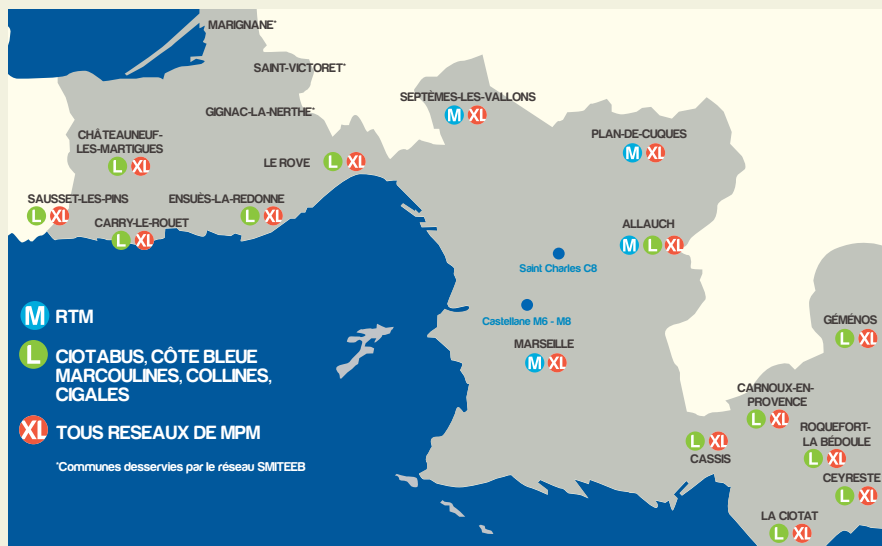 MARIGNANE*
SAINT-VICTORET*
SEPTÈMES-LES-VALLONS
M XL
GIGNAC-LA-NERTHE*
CHÂTEAUNEUF-
LES-MARTIGUES
L XL
LE ROVE L XL
PLAN-DE-CUQUES
M XL
SAUSSET-LES-PINS
L XL
ENSUÈS-LA-REDONNE
L XL
CARRY-LE-ROUET
L XL
ALLAUCH
M L XL
Saint Charles C8
Castellane M6 - M8
MARSEILLE
M XL
GÉMÉNOS
L XL
CARNOUX-EN-
PROVENCE
L XL
ROQUEFORT-
LA BÉDOULE
L XL
L XL
CASSIS
CEYRESTE
L XL
LA CIOTAT
L XL
M RTM
L CIOTABUS, CÔTE BLEUE
MARCOULINES, COLLINES,
CIGALES
XL TOUS RESEAUX DE MPM
*Communes desservies par le réseau SMITEEB